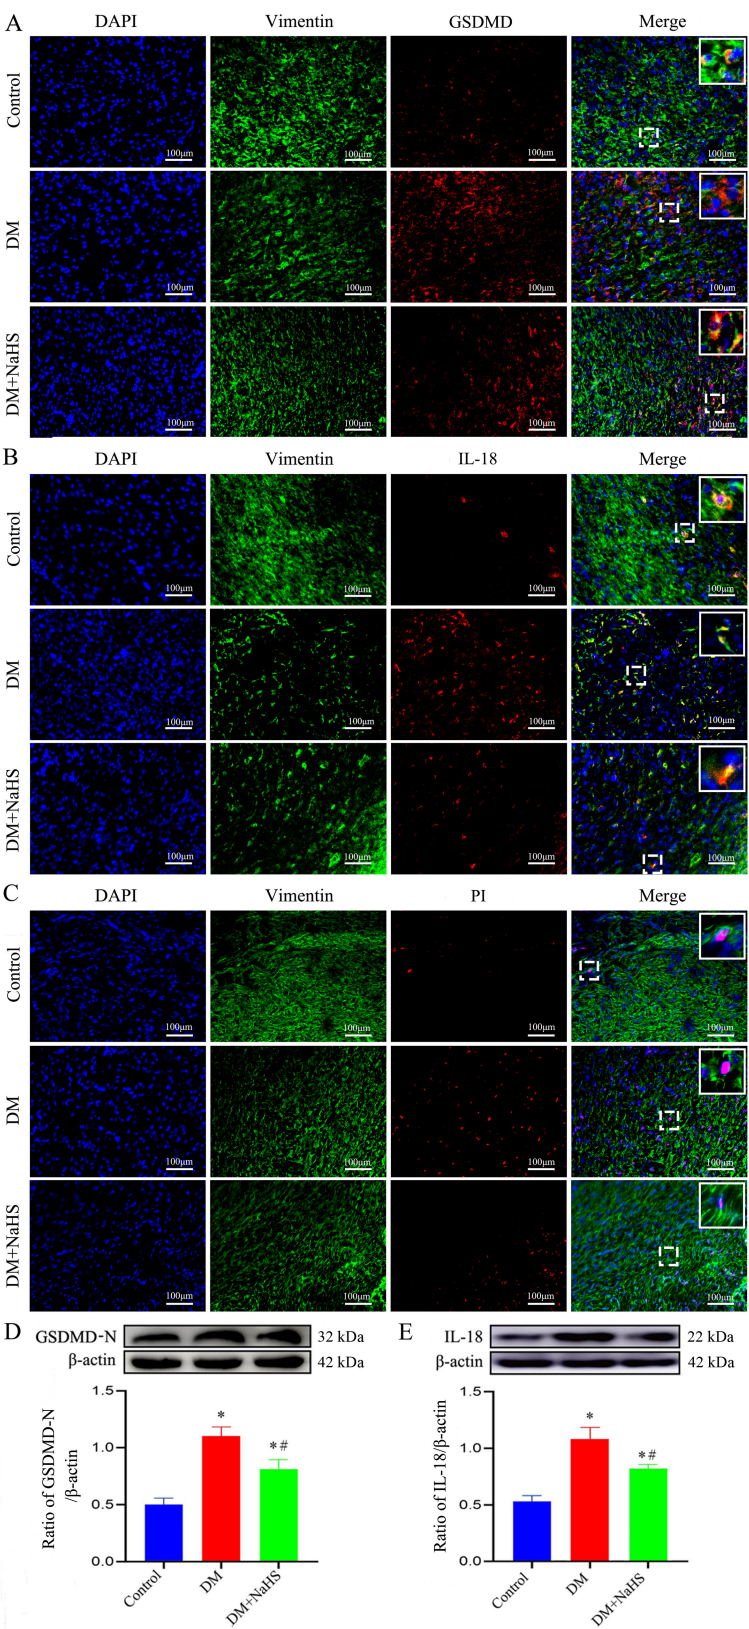 A
DAPI Vimentin GSDMD Merge
Control
100μm 100μm 100μm 100μm
DM
100μm 100μm 100μm 100μm
DM+NaHS
100μm 100μm 100μm 100μm
B
DAPI Vimentin IL-18 Merge
Control
100μm 100μm 100μm 100μm
DM
100μm 100μm 100μm 100μm
DM+NaHS
100μm 100μm 100μm 100μm
C
DAPI Vimentin PI Merge
Control
100μm 100μm 100μm 100μm
DM
100μm 100μm 100μm 100μm
DM+NaHS
100μm 100μm 100μm 100μm
D
GSDMD-N 32 kDa
β-actin 42 kDa
Ratio of GSDMD-N
/β-actin
1.5
1.0
0.5
0.0
*
*#
Control
DM
DM+NaHS
E
IL-18 22 kDa
β-actin 42 kDa
Ratio of IL-18/β-actin
1.5
1.0
0.5
0.0
*
*#
Control
DM
DM+NaHS